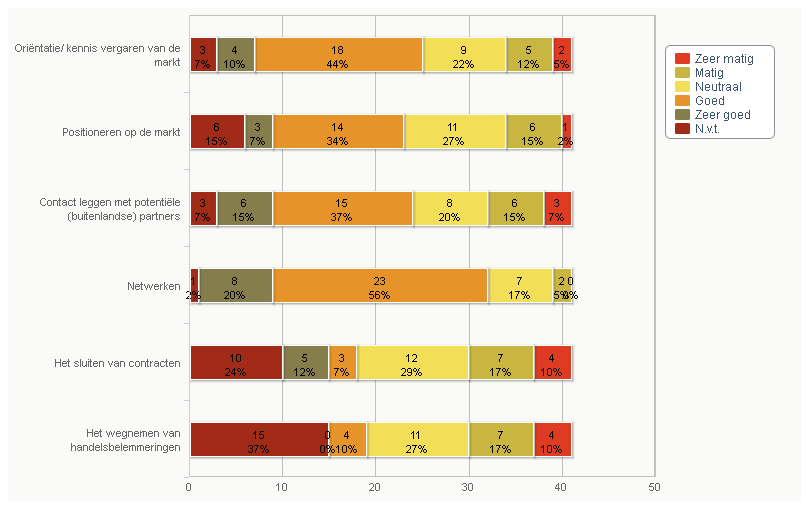 Oriëntatie/ kennis vergaren van de
markt
3 4 18 9 5 2
7% 10% 44% 22% 12% 5%
Positioneren op de markt
6 3 14 11 6 1
15% 7% 34% 27% 15% 2%
Contact leggen met potentiële
(buitenlandse) partners
3 6 15 8 6 3
7% 15% 37% 20% 15% 7%
Netwerken
1 8 23 7 2 0
2% 20% 56% 17% 5% 0%
Het sluiten van contracten
10 5 3 12 7 4
24% 12% 7% 29% 17% 10%
Het wegnemen van
handelsbelemmeringen
15 0 4 11 7 4
37% 0% 10% 27% 17% 10%
0 10 20 30 40 50
Zeer matig
Matig
Neutraal
Goed
Zeer goed
N.v.t.